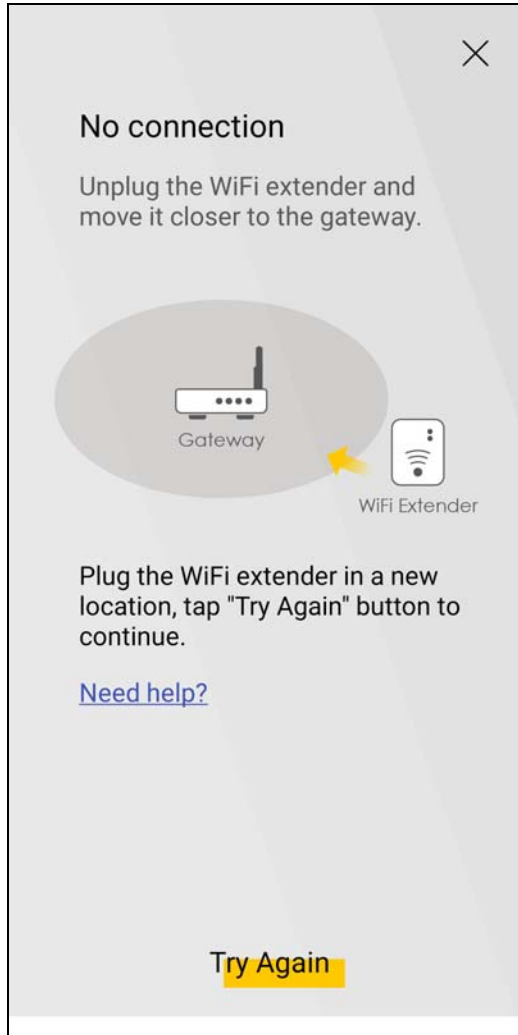 No connection
Unplug the WiFi extender and
move it closer to the gateway.
Gateway
WiFi Extender
Plug the WiFi extender in a new
location, tap "Try Again" button to
continue.
Need help?
Try Again